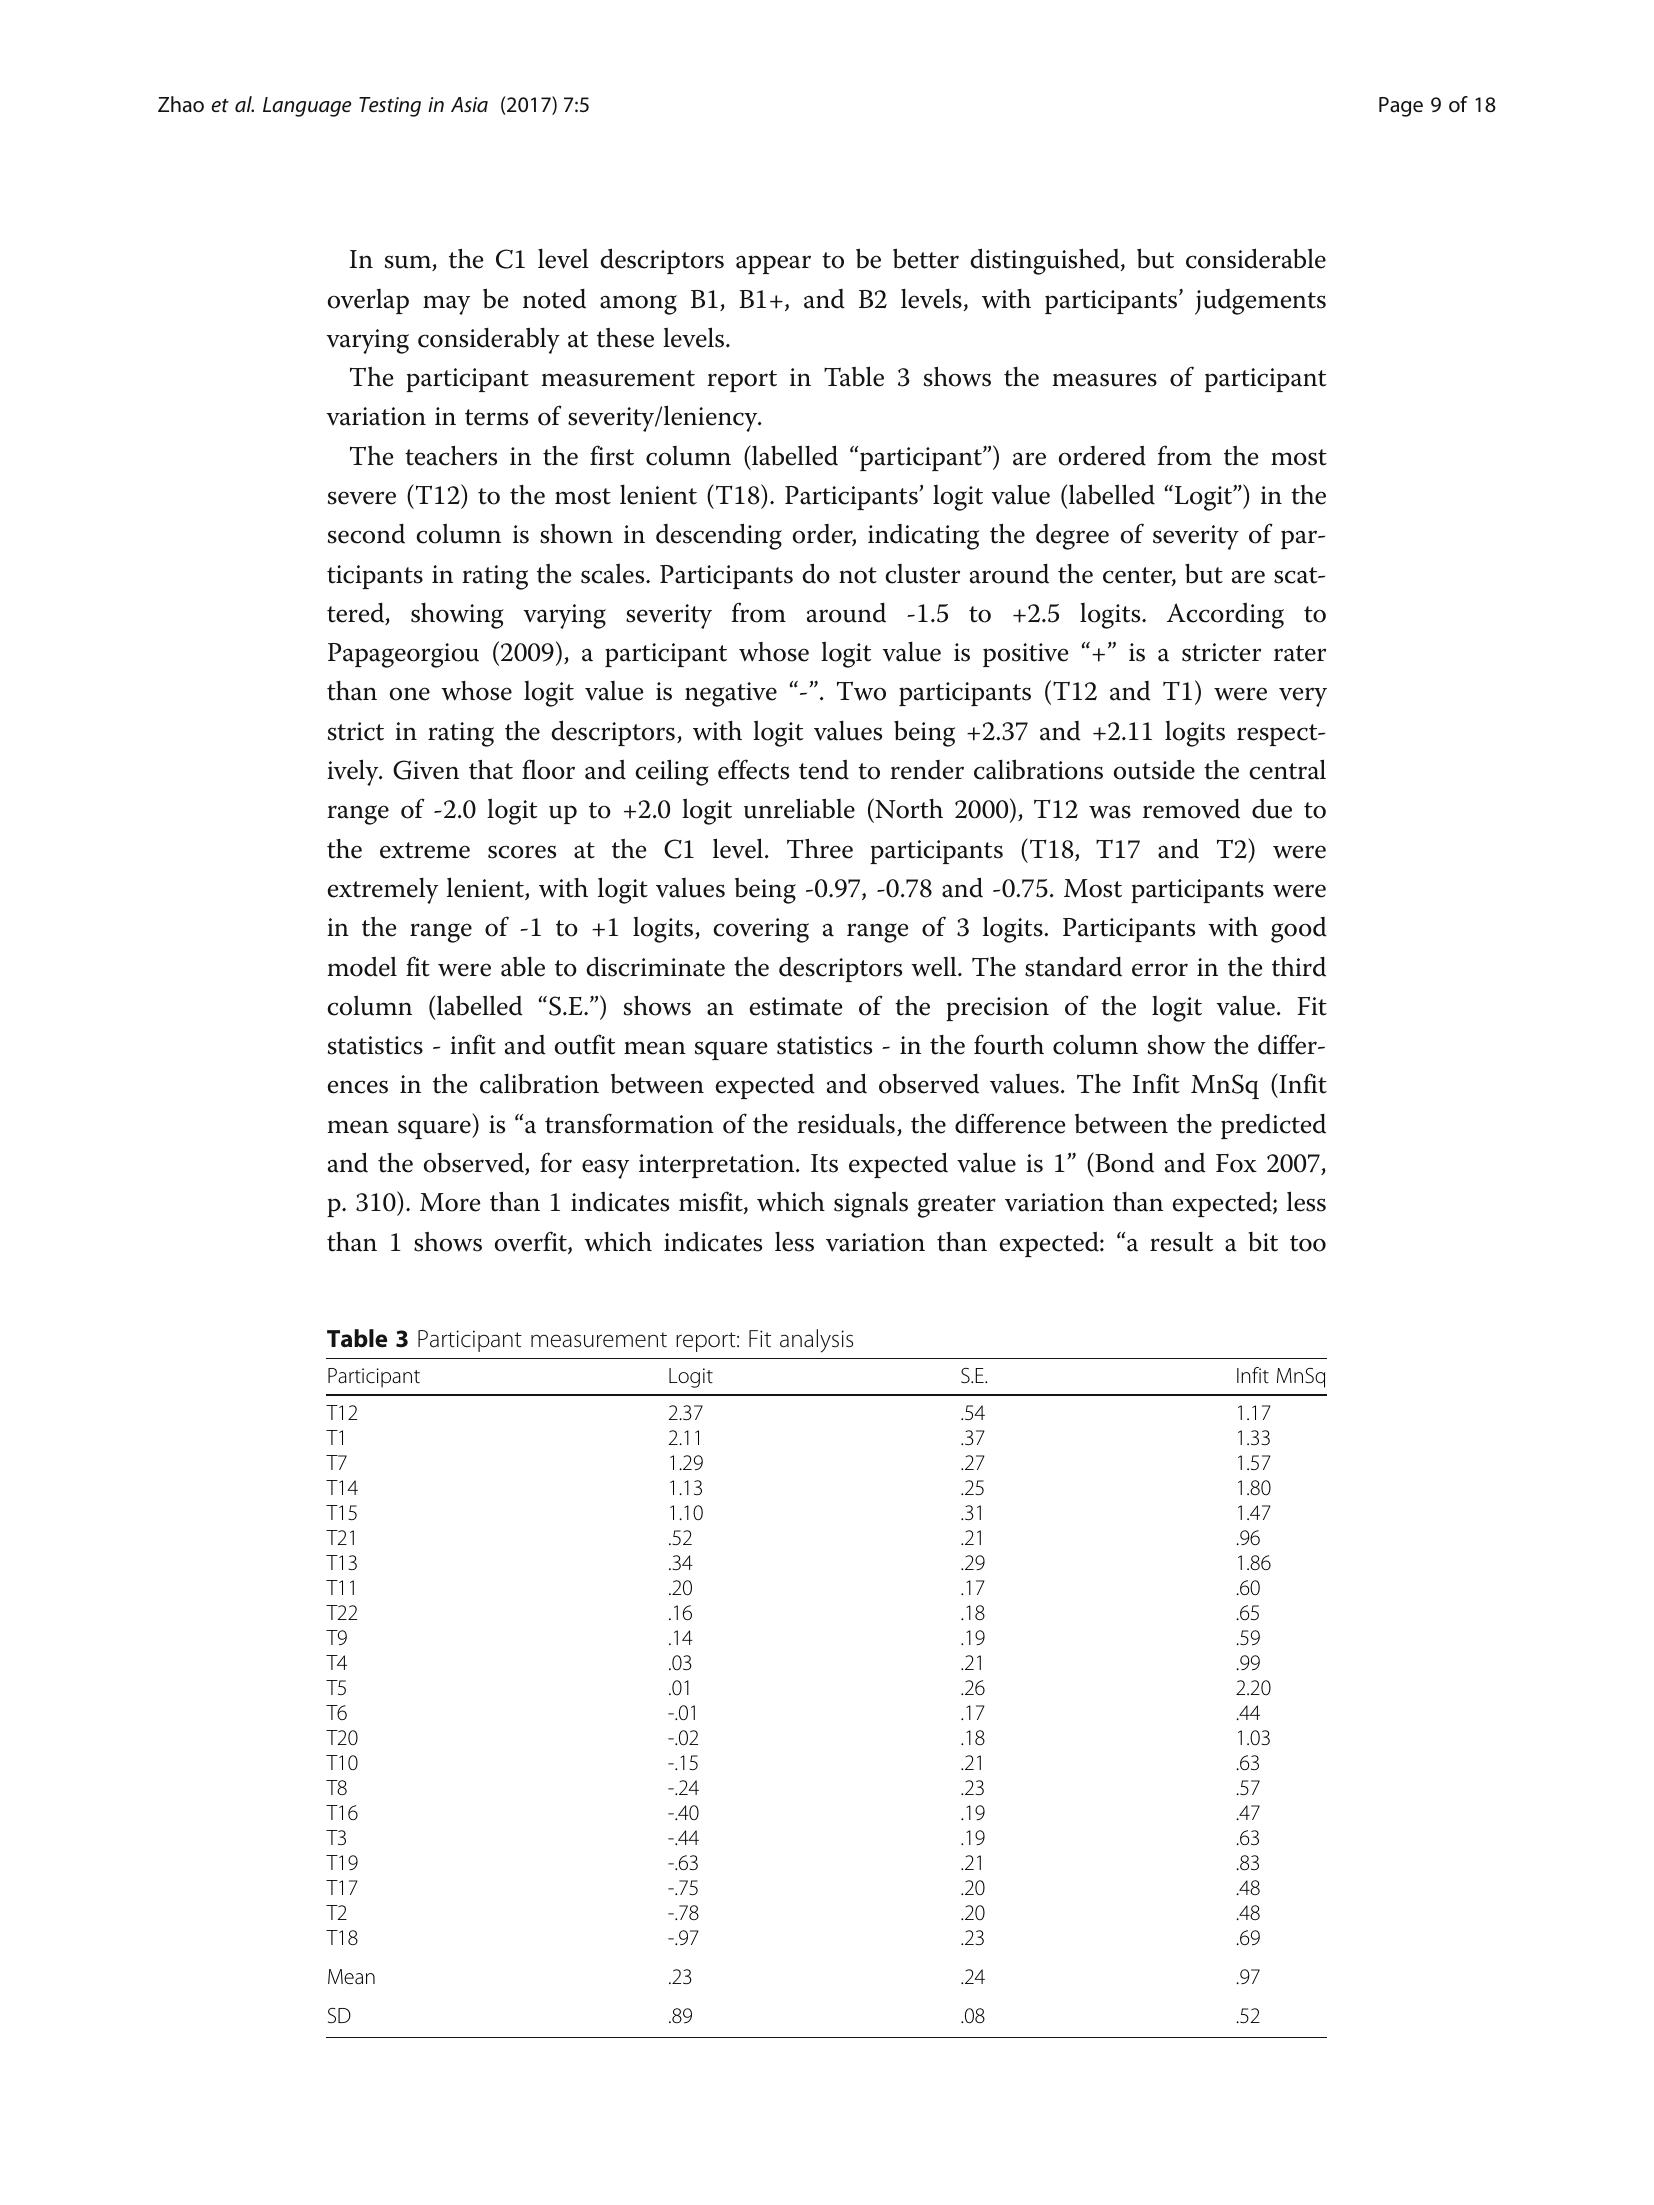 Zhao et al. Language Testing in Asia (2017) 7:5 Page 9 of 18
In sum, the C1 level descriptors appear to be better distinguished, but considerable
overlap may be noted among B1, B1+, and B2 levels, with participants’ judgements
varying considerably at these levels.
The participant measurement report in Table 3 shows the measures of participant
variation in terms of severity/leniency.
The teachers in the first column (labelled “participant”) are ordered from the most
severe (T12) to the most lenient (T18). Participants’ logit value (labelled “Logit”) in the
second column is shown in descending order, indicating the degree of severity of par-
ticipants in rating the scales. Participants do not cluster around the center, but are scat-
tered, showing varying severity from around -1.5 to +2.5 logits. According to
Papageorgiou (2009), a participant whose logit value is positive “+” is a stricter rater
than one whose logit value is negative “-”. Two participants (T12 and T1) were very
strict in rating the descriptors, with logit values being +2.37 and +2.11 logits respect-
ively. Given that floor and ceiling effects tend to render calibrations outside the central
range of -2.0 logit up to +2.0 logit unreliable (North 2000), T12 was removed due to
the extreme scores at the C1 level. Three participants (T18, T17 and T2) were
extremely lenient, with logit values being -0.97, -0.78 and -0.75. Most participants were
in the range of -1 to +1 logits, covering a range of 3 logits. Participants with good
model fit were able to discriminate the descriptors well. The standard error in the third
column (labelled “S.E.”) shows an estimate of the precision of the logit value. Fit
statistics - infit and outfit mean square statistics - in the fourth column show the differ-
ences in the calibration between expected and observed values. The Infit MnSq (Infit
mean square) is “a transformation of the residuals, the difference between the predicted
and the observed, for easy interpretation. Its expected value is 1” (Bond and Fox 2007,
p. 310). More than 1 indicates misfit, which signals greater variation than expected; less
than 1 shows overfit, which indicates less variation than expected: “a result a bit too
Table 3 Participant measurement report: Fit analysis
Participant Logit S.E. Infit MnSq
T12 2.37 .54 1.17
T1 2.11 .37 1.33
T7 1.29 .27 1.57
T14 1.13 .25 1.80
T15 1.10 .31 1.47
T21 .52 .21 .96
T13 .34 .29 1.86
T11 .20 .17 .60
T22 .16 .18 .65
T9 .14 .19 .59
T4 .03 .21 .99
T5 .01 .26 2.20
T6 -.01 .17 .44
T20 -.02 .18 1.03
T10 -.15 .21 .63
T8 -.24 .23 .57
T16 -.40 .19 .47
T3 -.44 .19 .63
T19 -.63 .21 .83
T17 -.75 .20 .48
T2 -.78 .20 .48
T18 -.97 .23 .69
Mean .23 .24 .97
SD .89 .08 .52